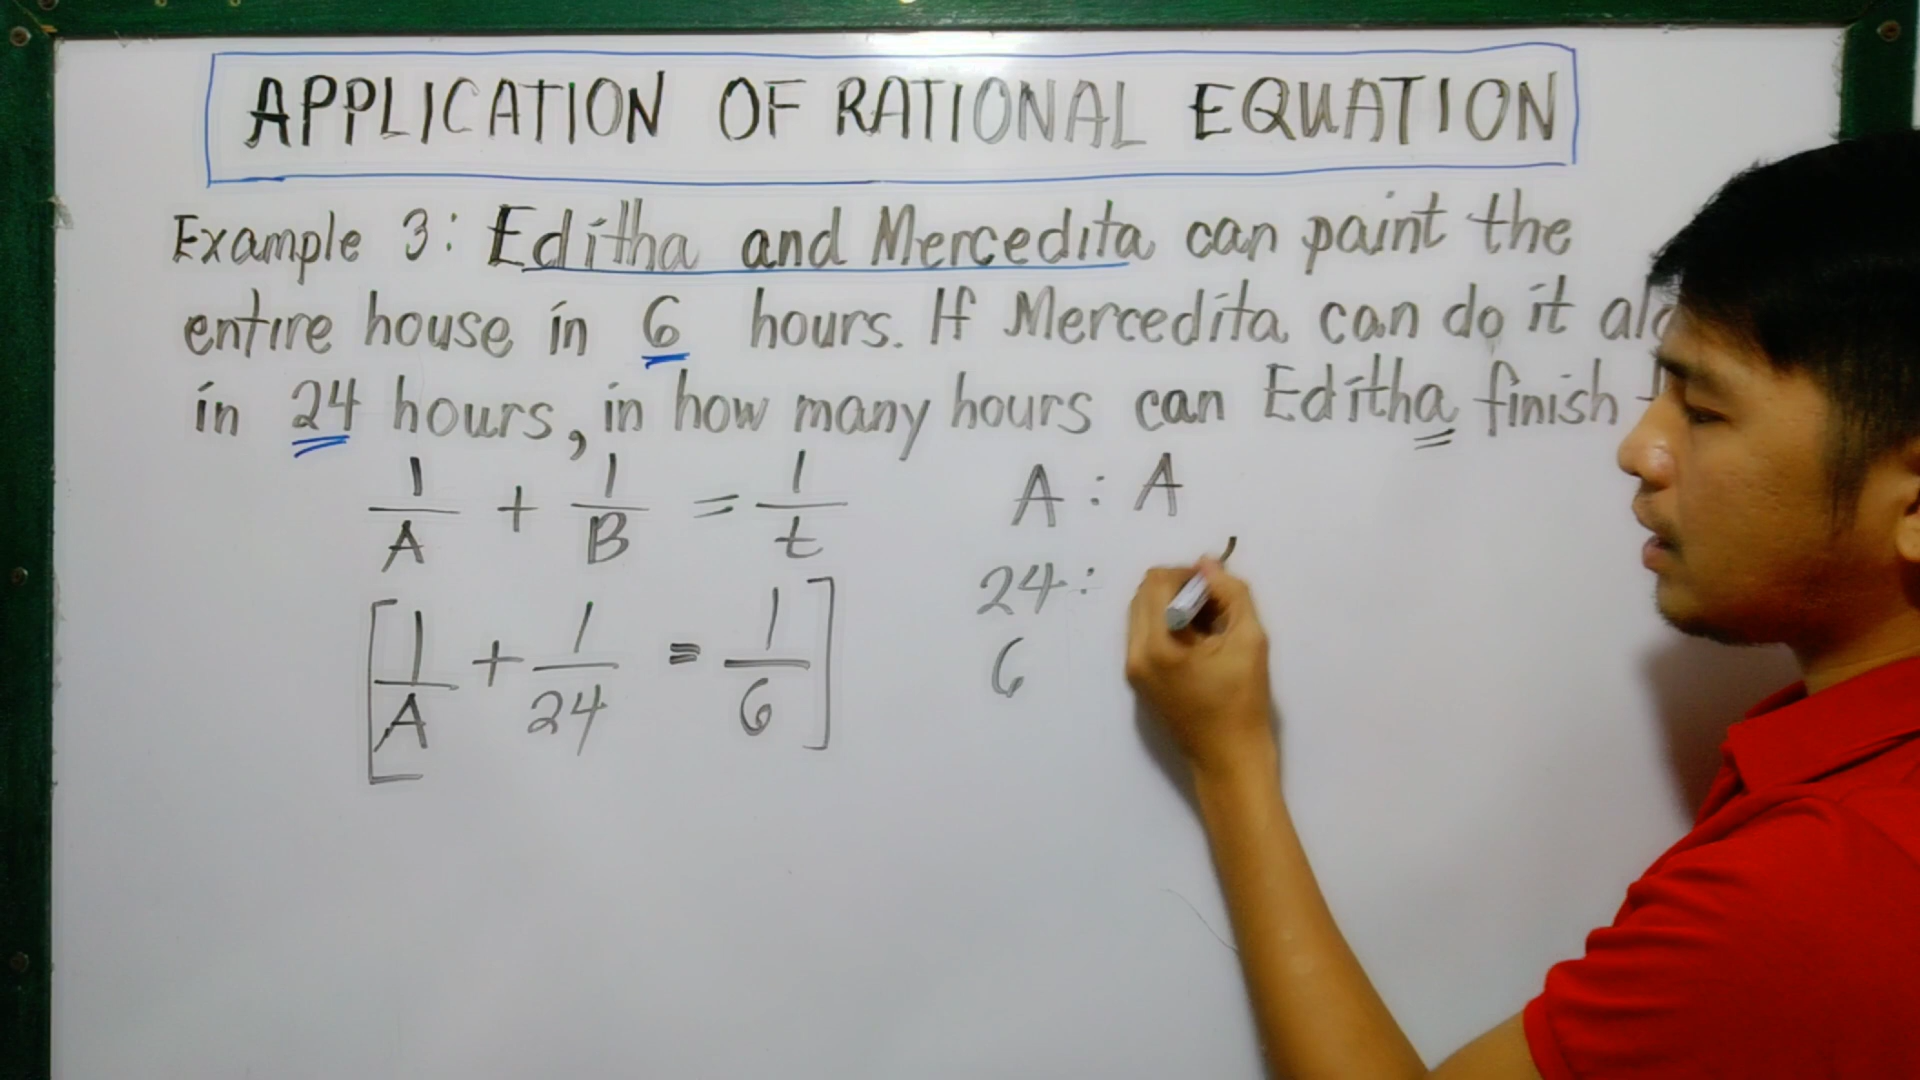 APPLICATION OF RATIONAL EQUATION
Example 3: Editha and Mercedita can paint the
entire house in 6 hours. If Mercedita can do it
in 24 hours, in how many hours can Editha finish
1/A + 1/B = 1/t
[1/A + 1/24 = 1/6]
A : A
24 :
6